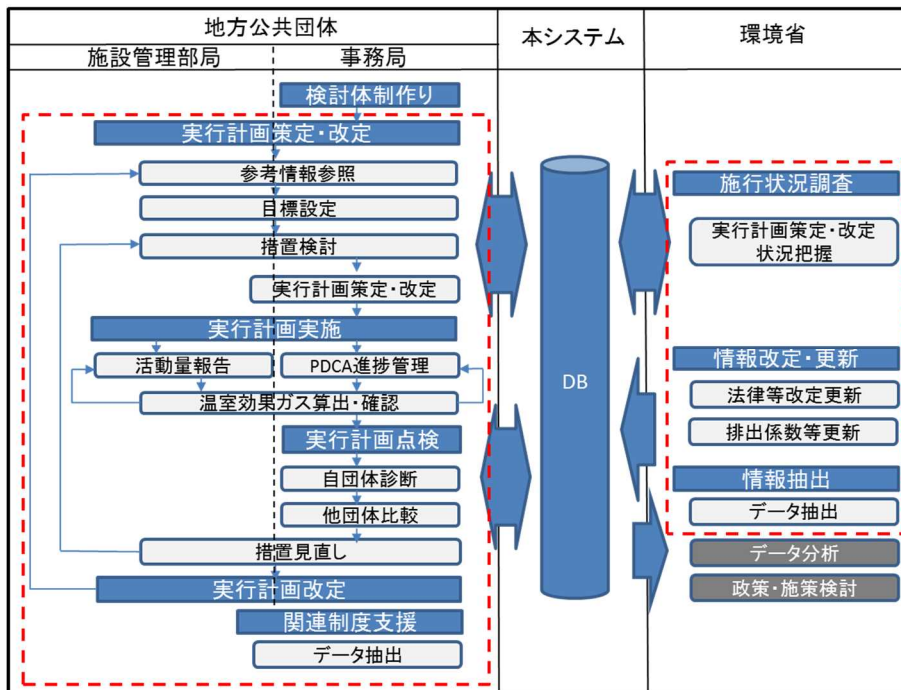 地方公共団体
本システム
環境省
施設管理部局
事務局
検討体制作り
実行計画策定・改定
参考情報参照
目標設定
措置検討
実行計画策定・改定
実行計画実施
活動量報告
PDCA進捗管理
温室効果ガス算出・確認
実行計画点検
自団体診断
他団体比較
措置見直し
実行計画改定
関連制度支援
データ抽出
DB
施行状況調査
実行計画策定・改定
状況把握
情報改定・更新
法律等改定更新
排出係数等更新
情報抽出
データ抽出
データ分析
政策・施策検討